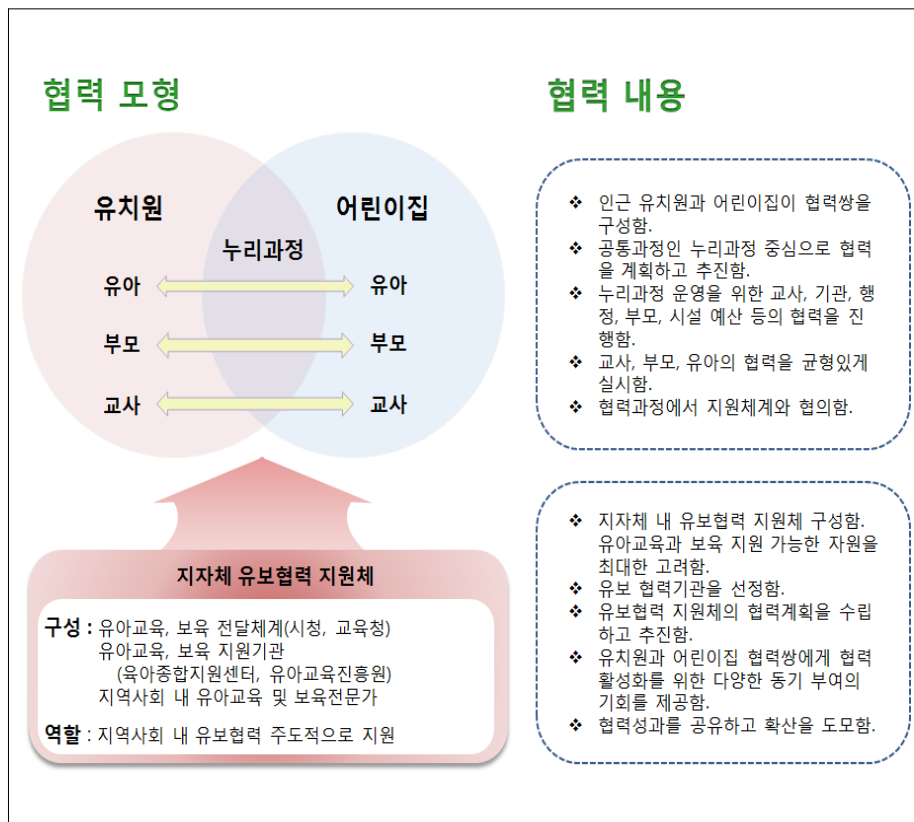 협력 모형
유치원
어린이집
누리과정
유아
유아
부모
부모
교사
교사
지자체 유보협력 지원체
구성 : 유아교육, 보육 전달체계(시청, 교육청)
유아교육, 보육 지원기관
(육아종합지원센터, 유아교육진흥원)
지역사회 내 유아교육 및 보육전문가
역할 : 지역사회 내 유보협력 주도적으로 지원
협력 내용
❖ 인근 유치원과 어린이집이 협력쌍을
구성함.
❖ 공통과정인 누리과정 중심으로 협력
을 계획하고 추진함.
❖ 누리과정 운영을 위한 교사, 기관, 행
정, 부모, 시설 예산 등의 협력을 진
행함.
❖ 교사, 부모, 유아의 협력을 균형있게
실시함.
❖ 협력과정에서 지원체계와 협의함.
❖ 지자체 내 유보협력 지원체 구성함.
유아교육과 보육 지원 가능한 자원을
최대한 고려함.
❖ 유보 협력기관을 선정함.
❖ 유보협력 지원체의 협력계획을 수립
하고 추진함.
❖ 유치원과 어린이집 협력쌍에게 협력
활성화를 위한 다양한 동기 부여의
기회를 제공함.
❖ 협력성과를 공유하고 확산을 도모함.